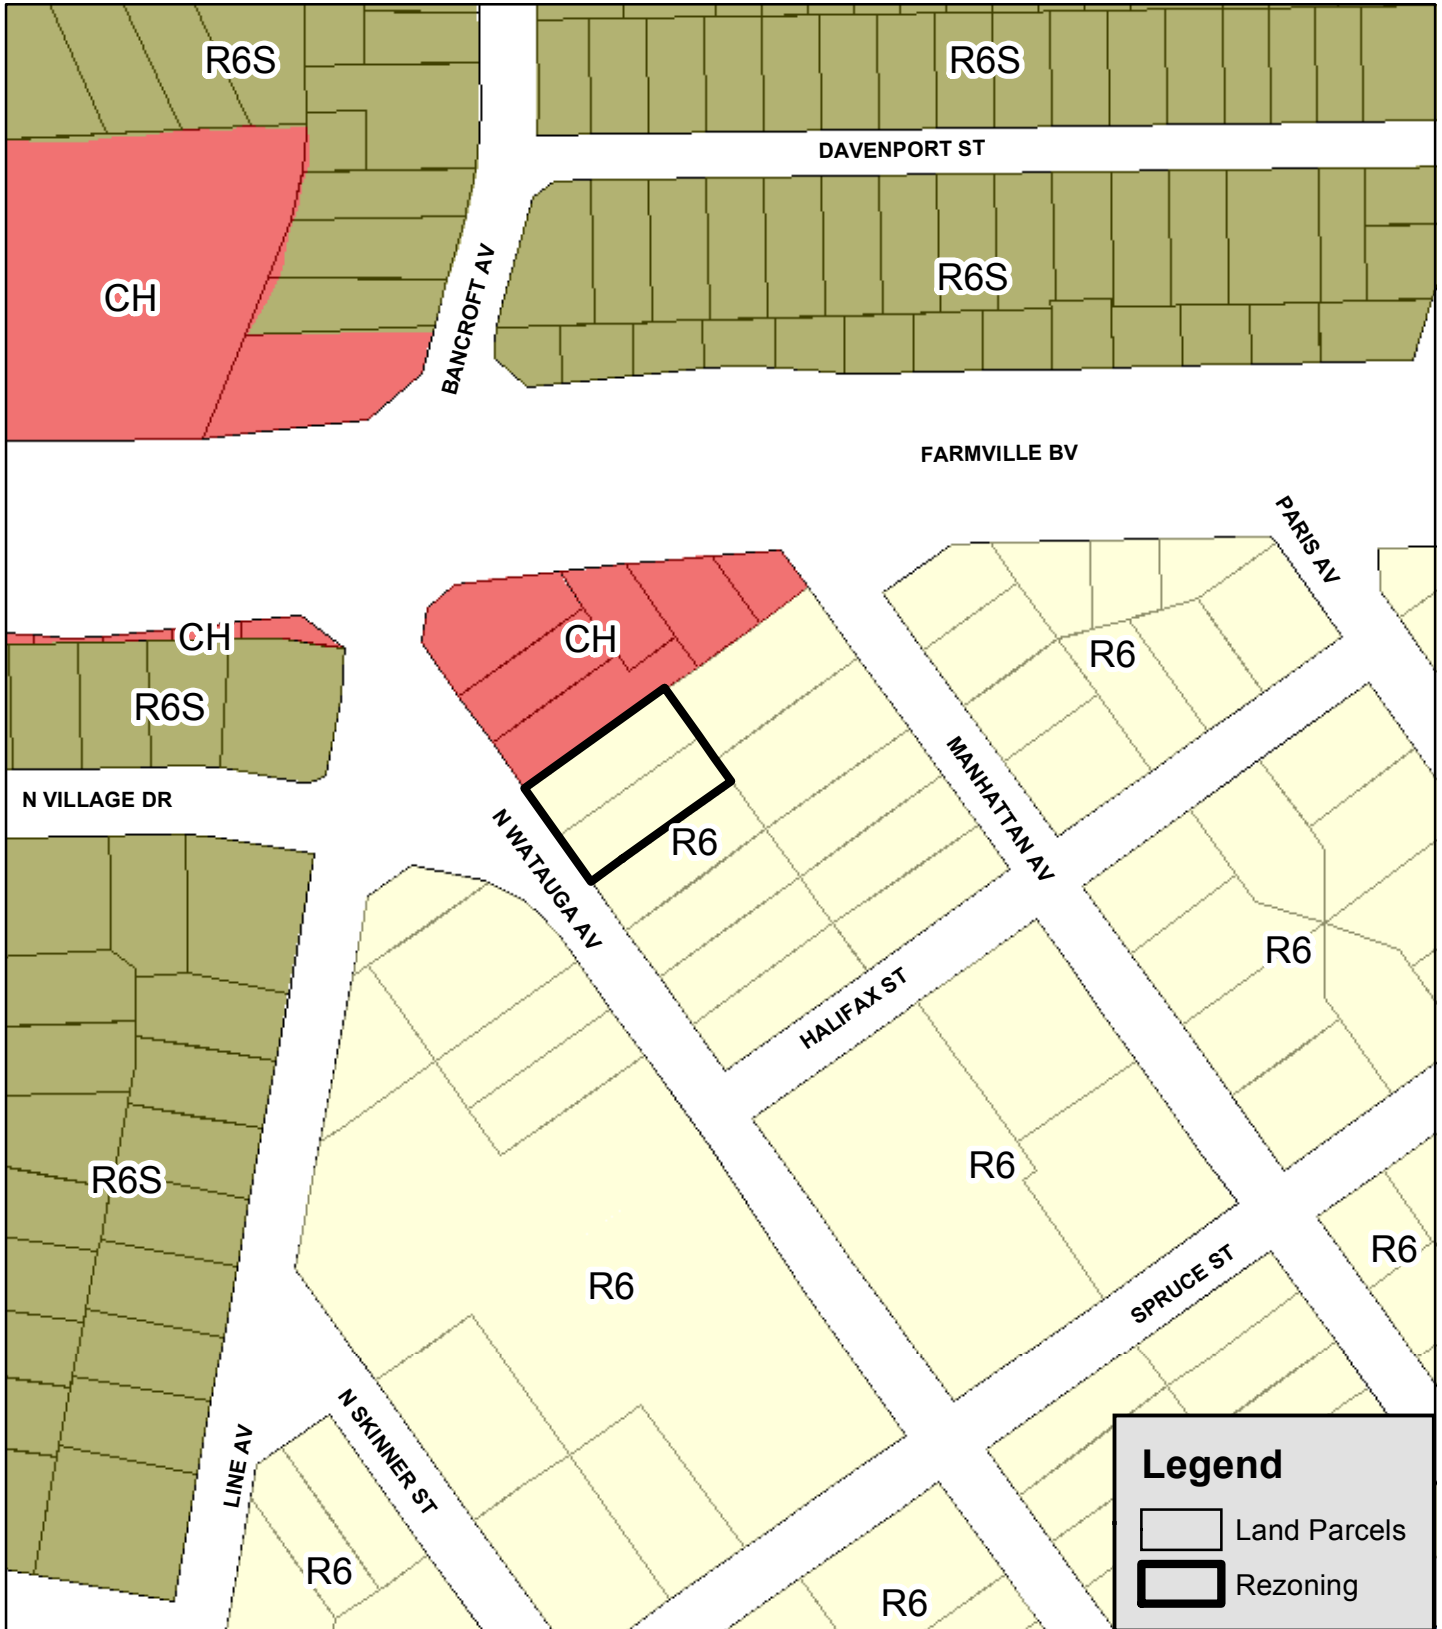 R6S
R6S
DAVENPORT ST
R6S
CH
BANCROFT AV
FARMVILLE BV
PARIS AV
CH
CH
R6
R6S
N VILLAGE DR
MANHATTAN AV
N WATAUGA AV
R6
R6
HALIFAX ST
R6S
R6
R6
R6
SPRUCE ST
N SKINNER ST
LINE AV
R6
R6
Legend
Land Parcels
Rezoning